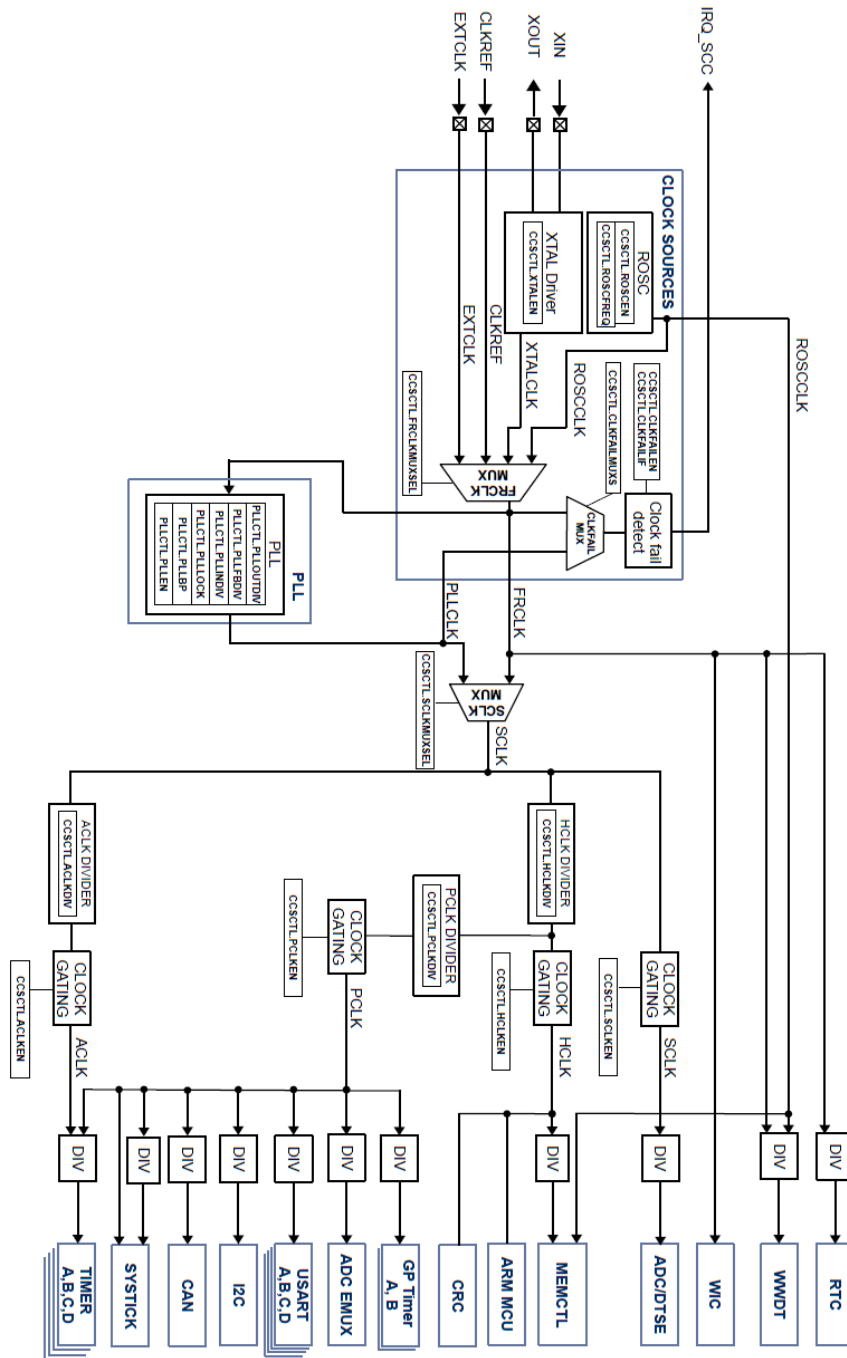 IRQ_SCC
XIN
XOUT
CLKREF
EXTCLK
CLOCK SOURCES
ROSC
CCSCTL.ROSCEN
CCSCTL.ROSCFREQ
XTAL Driver
CCSCTL.XTALEN
ROSCCLK
ROSCCLK
XTALCLK
CLKREF
EXTCLK
CCSCTL.CLKFAILEN
CCSCTL.CLKFAILIF
CCSCTL.CLKFAILMUXS
Clock fail
detect
CLKFAIL
MUX
FRCLK
MUX
CCSCTL.FRCLKMUXSEL
PLL
PLL
PLLCTL.PLLOUTDIV
PLLCTL.PLLFBDIV
PLLCTL.PLLINDIV
PLLCTL.PLLLOCK
PLLCTL.PLLBP
PLLCTL.PLLEN
FRCLK
PLLCLK
SCLK
MUX
CCSCTL.SCLKMUXSEL
SCLK
HCLK DIVIDER
CCSCTL.HCLKDIV
PCLK DIVIDER
CCSCTL.PCLKDIV
ACLK DIVIDER
CCSCTL.ACLKDIV
CLOCK
GATING
CCSCTL.SCLKEN
SCLK
CLOCK
GATING
CCSCTL.HCLKEN
HCLK
CLOCK
GATING
CCSCTL.PCLKEN
PCLK
CLOCK
GATING
CCSCTL.ACLKEN
ACLK
DIV
RTC
DIV
WWDT
WIC
DIV
ADC/DTSE
DIV
MEMCTL
ARM MCU
CRC
DIV
GP Timer
A, B
DIV
ADC EMUX
DIV
USART
A,B,C,D
DIV
I2C
DIV
CAN
DIV
SYSTICK
DIV
TIMER
A,B,C,D